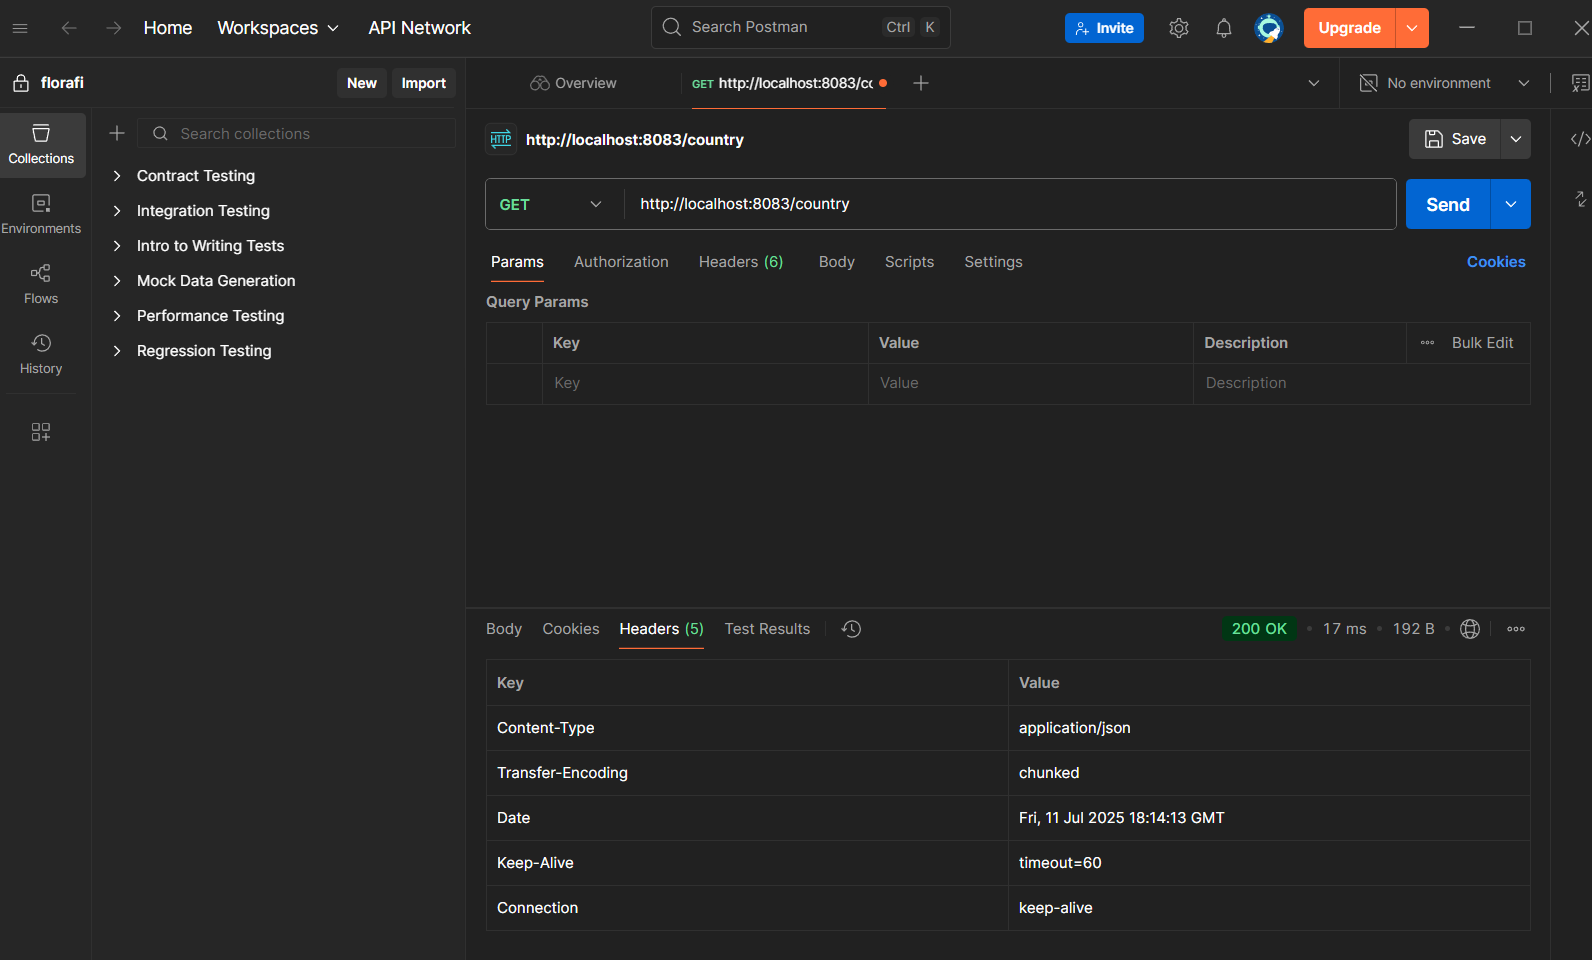 Home Workspaces API Network Search Postman Ctrl K Invite Upgrade
florafi New Import Overview GET http://localhost:8083/cc No environment
Collections
Environments
Flows
History
Search collections
Contract Testing
Integration Testing
Intro to Writing Tests
Mock Data Generation
Performance Testing
Regression Testing
HTTP http://localhost:8083/country Save
GET http://localhost:8083/country Send
Params Authorization Headers (6) Body Scripts Settings Cookies
Query Params
Key Value Description Bulk Edit
Key Value Description
Body Cookies Headers (5) Test Results 200 OK • 17 ms • 192 B •
Key Value
Content-Type application/json
Transfer-Encoding chunked
Date Fri, 11 Jul 2025 18:14:13 GMT
Keep-Alive timeout=60
Connection keep-alive